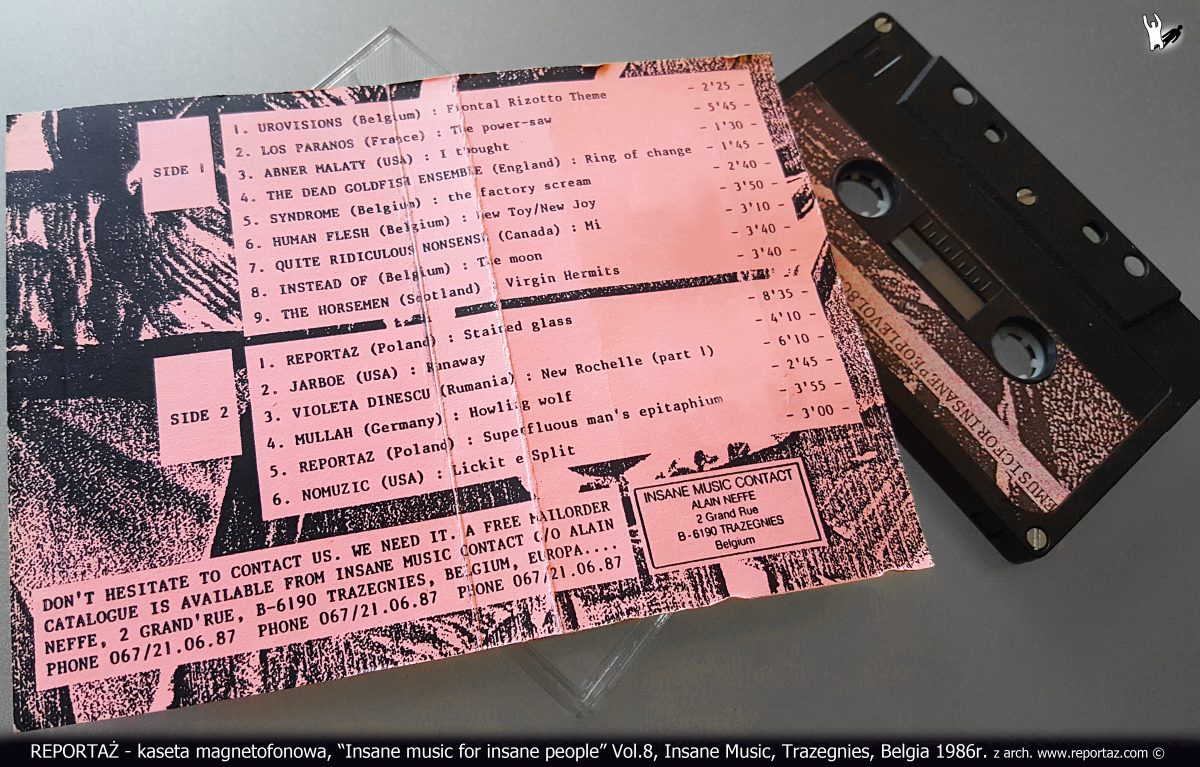 SIDE 1
1. UROVISIONS (Belgium) : Frontal Rizotto Theme - 2'25 -
2. LOS PARANOS (France) : The power-saw - 5'45 -
3. ABNER MALATY (USA) : I thought - 1'30 -
4. THE DEAD GOLDFISH ENSEMBLE (England) : Ring of change - 1'45 -
5. SYNDROME (Belgium) : the factory scream - 2'40 -
6. HUMAN FLESH (Belgium) : New Toy/New Joy - 3'50 -
7. QUITE RIDICULOUS NONSENSE (Canada) : Mi - 3'10 -
8. INSTEAD OF (Belgium) : The moon - 3'40 -
9. THE HORSEMEN (Scotland) : Virgin Hermits - 3'40 -
SIDE 2
1. REPORTAZ (Poland) : Stained glass - 8'35 -
2. JARBOE (USA) : Runaway - 4'10 -
3. VIOLETA DINESCU (Rumania) : New Rochelle (part 1) - 6'10 -
4. MULLAH (Germany) : Howling wolf - 2'45 -
5. REPORTAZ (Poland) : Superfluous man's epitaphium - 3'55 -
6. NOMUZIC (USA) : Lickit e Split - 3'00 -
DON'T HESITATE TO CONTACT US. WE NEED IT. A FREE MAILORDER
CATALOGUE IS AVAILABLE FROM INSANE MUSIC CONTACT C/O ALAIN
NEFFE, 2 GRAND'RUE, B-6190 TRAZEGNIES, BELGIUM, EUROPA....
PHONE 067/21.06.87 PHONE 067/21.06.87 PHONE 067/21.06.87
INSANE MUSIC CONTACT
ALAIN NEFFE
2 Grand Rue
B-6190 TRAZEGNIES
Belgium
MUSICFORINSANEPEOPLEVOL8
REPORTAŻ - kaseta magnetofonowa, “Insane music for insane people” Vol.8, Insane Music, Trazegnies, Belgia 1986r. z arch. www.reportaz.com ©